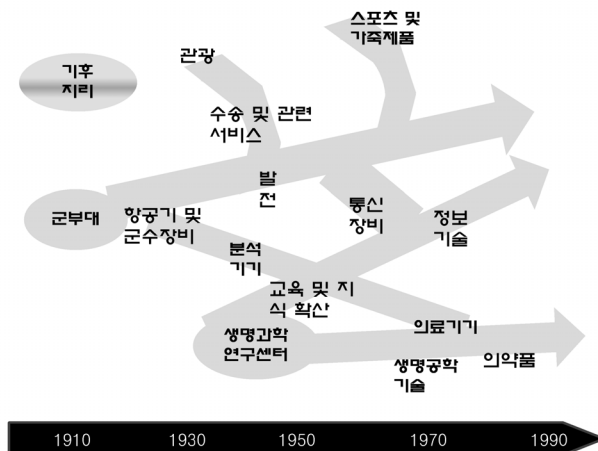 스포츠 및
가죽제품
관광
기후
지리
수송 및 관련
서비스
발
전
군부대
항공기 및
군수장비
통신
장비
정보
기술
분석
기기
교육 및 지
식 확산
생명과학
연구센터
의료기기
생명공학
기술
의약품
1910
1930
1950
1970
1990